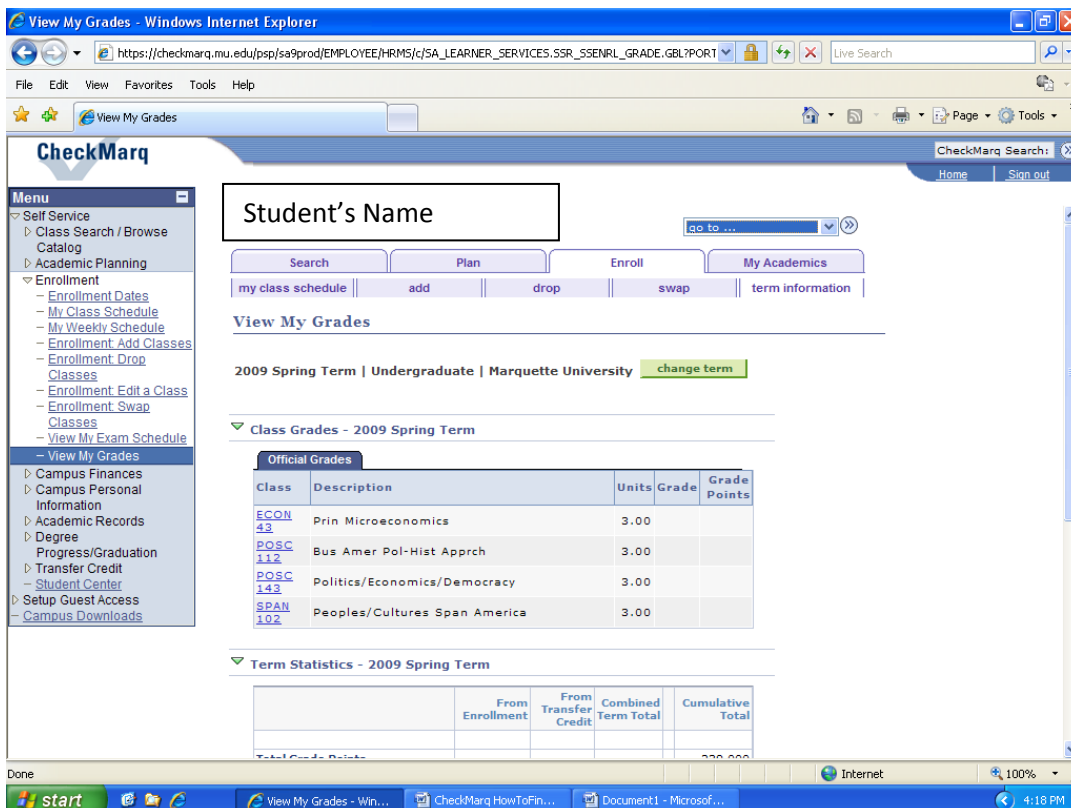 View My Grades - Windows Internet Explorer
https://checkmarq.mu.edu/psp/sa9prod/EMPLOYEE/HRMS/c/SA_LEARNER_SERVICES.SSR_SSENRL_GRADE.GBL?PORT
Live Search
File Edit View Favorites Tools Help
View My Grades
Page Tools
CheckMarq
CheckMarq Search:
Home Sign out
Menu
Self Service
Class Search / Browse
Catalog
Academic Planning
Enrollment
– Enrollment Dates
– My Class Schedule
– My Weekly Schedule
– Enrollment: Add Classes
– Enrollment: Drop
Classes
– Enrollment: Edit a Class
– Enrollment: Swap
Classes
– View My Exam Schedule
– View My Grades
Campus Finances
Campus Personal
Information
Academic Records
Degree
Progress/Graduation
Transfer Credit
– Student Center
Setup Guest Access
– Campus Downloads
Student's Name
go to ...
Search Plan Enroll My Academics
my class schedule add drop swap term information
View My Grades
2009 Spring Term | Undergraduate | Marquette University change term
Class Grades - 2009 Spring Term
Official Grades
Class Description Units Grade Grade
Points
ECON
43 Prin Microeconomics 3.00
POSC
112 Bus Amer Pol-Hist Apprch 3.00
POSC
143 Politics/Economics/Democracy 3.00
SPAN
102 Peoples/Cultures Span America 3.00
Term Statistics - 2009 Spring Term
From
Enrollment
From
Transfer
Credit
Combined
Term Total
Cumulative
Total
Total Grade Points
Done Internet 100%
start View My Grades - Win... CheckMarq HowToFin... Document1 - Microsof... 4:18 PM